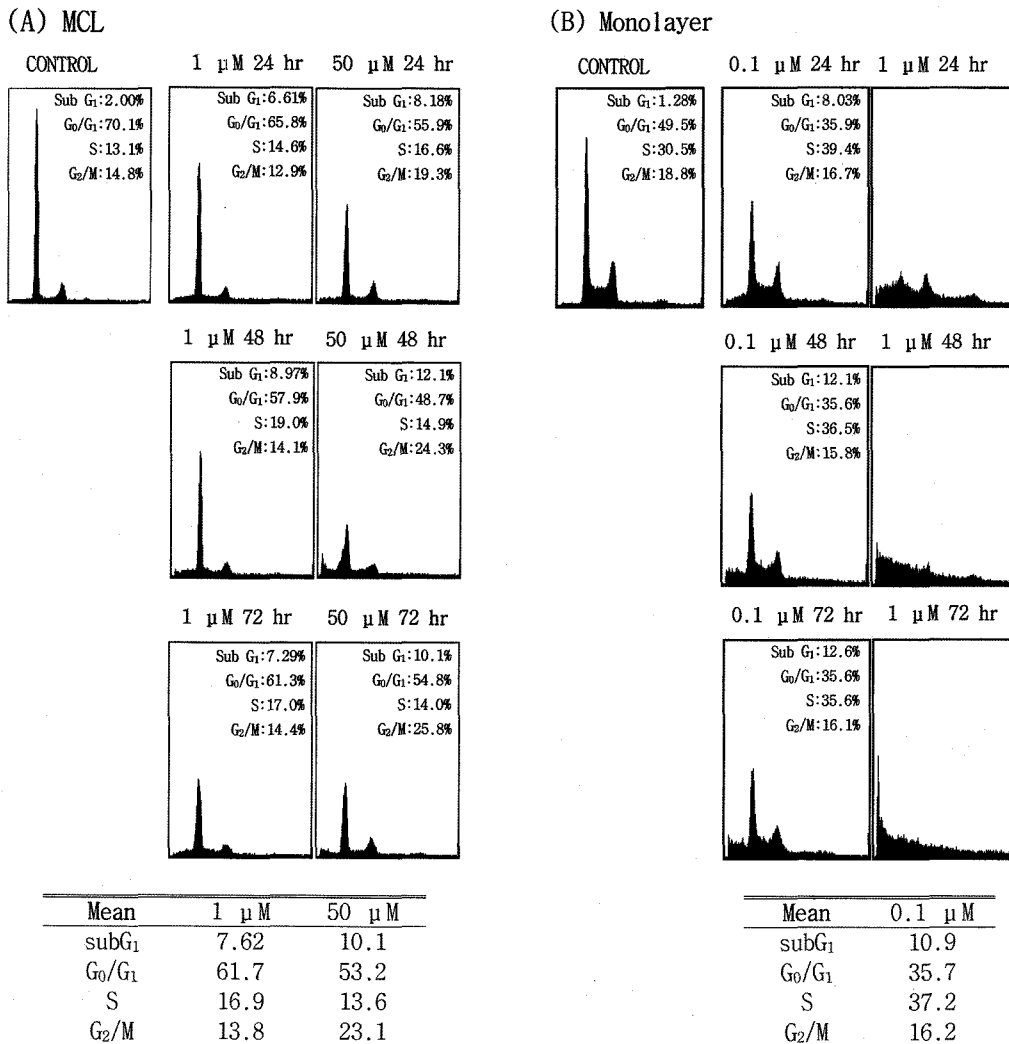 (A) MCL
CONTROL
1 μM 24 hr
50 μM 24 hr
Sub G₁:2.00%
G₀/G₁:70.1%
S:13.1%
G₂/M:14.8%
Sub G₁:6.61%
G₀/G₁:65.8%
S:14.6%
G₂/M:12.9%
Sub G₁:8.18%
G₀/G₁:55.9%
S:16.6%
G₂/M:19.3%
1 μM 48 hr
50 μM 48 hr
Sub G₁:8.97%
G₀/G₁:57.9%
S:19.0%
G₂/M:14.1%
Sub G₁:12.1%
G₀/G₁:48.7%
S:14.9%
G₂/M:24.3%
1 μM 72 hr
50 μM 72 hr
Sub G₁:7.29%
G₀/G₁:61.3%
S:17.0%
G₂/M:14.4%
Sub G₁:10.1%
G₀/G₁:54.8%
S:14.0%
G₂/M:25.8%
Mean 1 μM 50 μM
subG₁ 7.62 10.1
G₀/G₁ 61.7 53.2
S 16.9 13.6
G₂/M 13.8 23.1
(B) Monolayer
CONTROL
0.1 μM 24 hr
1 μM 24 hr
Sub G₁:1.28%
G₀/G₁:49.5%
S:30.5%
G₂/M:18.8%
Sub G₁:8.03%
G₀/G₁:35.9%
S:39.4%
G₂/M:16.7%
0.1 μM 48 hr
1 μM 48 hr
Sub G₁:12.1%
G₀/G₁:35.6%
S:36.5%
G₂/M:15.8%
0.1 μM 72 hr
1 μM 72 hr
Sub G₁:12.6%
G₀/G₁:35.6%
S:35.6%
G₂/M:16.1%
Mean 0.1 μM
subG₁ 10.9
G₀/G₁ 35.7
S 37.2
G₂/M 16.2